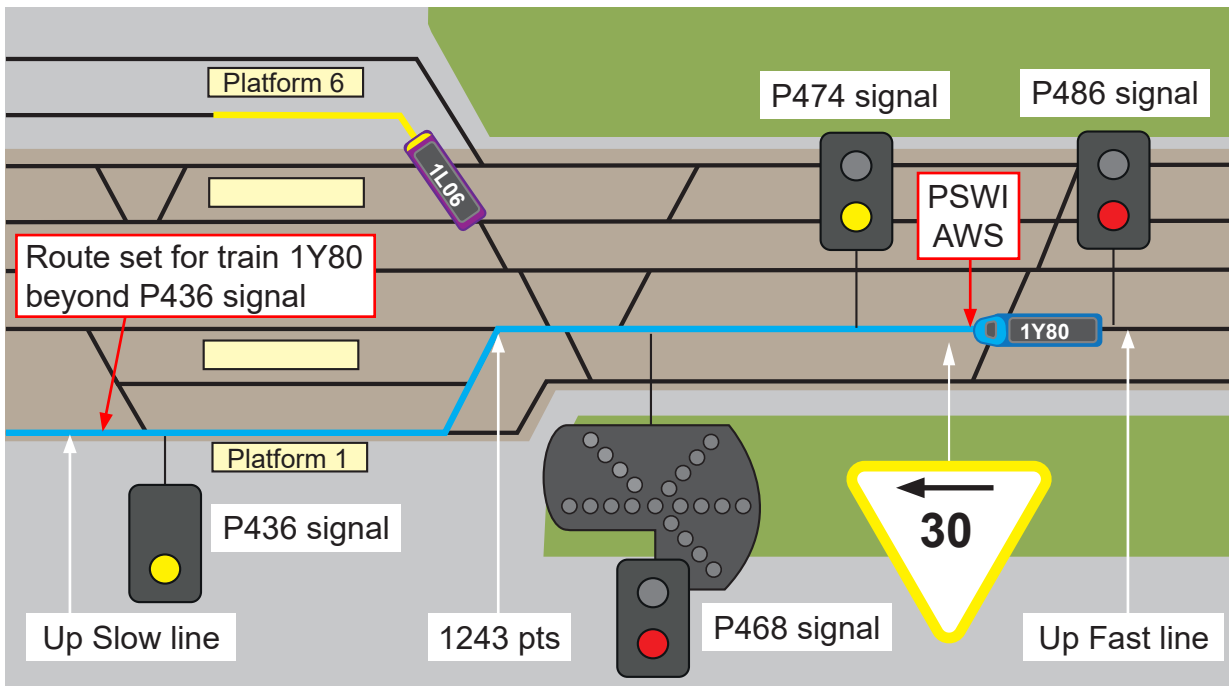 Platform 6
P474 signal
P486 signal
1L06
PSWI
AWS
Route set for train 1Y80
beyond P436 signal
1Y80
Platform 1
P436 signal
30
Up Slow line
1243 pts
P468 signal
Up Fast line